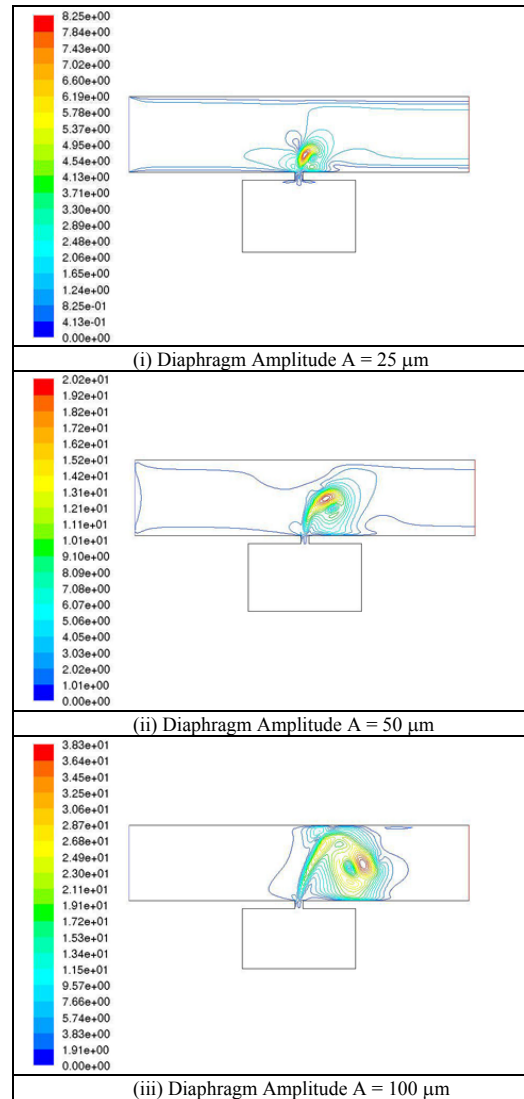 8.25e+00
7.84e+00
7.43e+00
7.02e+00
6.60e+00
6.19e+00
5.78e+00
5.37e+00
4.95e+00
4.54e+00
4.13e+00
3.71e+00
3.30e+00
2.89e+00
2.48e+00
2.06e+00
1.65e+00
1.24e+00
8.25e-01
4.13e-01
0.00e+00
(i) Diaphragm Amplitude A = 25 μm
2.02e+01
1.92e+01
1.82e+01
1.72e+01
1.62e+01
1.52e+01
1.42e+01
1.31e+01
1.21e+01
1.11e+01
1.01e+01
9.10e+00
8.09e+00
7.08e+00
6.07e+00
5.06e+00
4.05e+00
3.03e+00
2.02e+00
1.01e+00
0.00e+00
(ii) Diaphragm Amplitude A = 50 μm
3.83e+01
3.64e+01
3.45e+01
3.25e+01
3.06e+01
2.87e+01
2.68e+01
2.49e+01
2.30e+01
2.11e+01
1.91e+01
1.72e+01
1.53e+01
1.34e+01
1.15e+01
9.57e+00
7.66e+00
5.74e+00
3.83e+00
1.91e+00
0.00e+00
(iii) Diaphragm Amplitude A = 100 μm